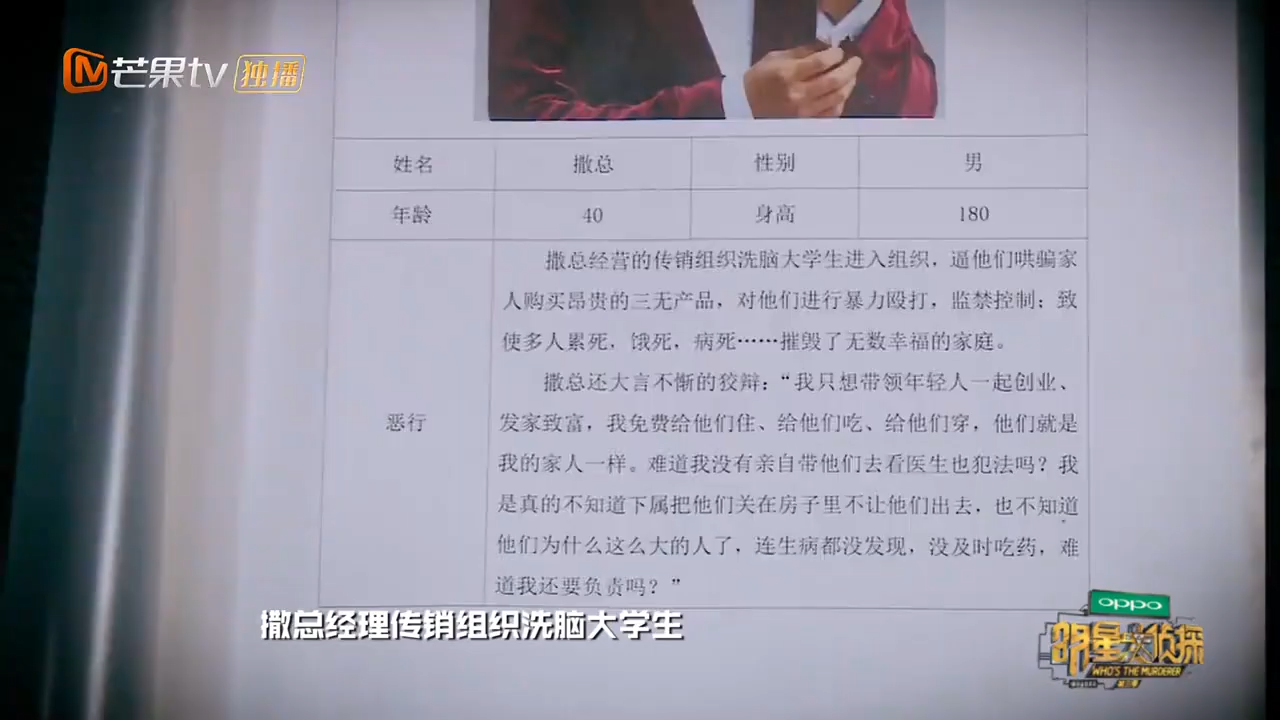 芒果tv 独播
姓名 撒总 性别 男
年龄 40 身高 180
恶行
撒总经营的传销组织洗脑大学生进入组织，逼他们哄骗家
人购买昂贵的三无产品，对他们进行暴力殴打，监禁控制；致
使多人累死，饿死，病死……摧毁了无数幸福的家庭。
撒总还大言不惭的狡辩：“我只想带领年轻人一起创业、
发家致富，我免费给他们住、给他们吃、给他们穿，他们就是
我的家人一样。难道我没有亲自带他们去看医生也犯法吗？我
是真的不知道下属把他们关在房子里不让他们出去，也不知道
他们为什么这么大的人了，连生病都没发现，没及时吃药，难
道我还要负责吗？”
撒总经理传销组织洗脑大学生
oppo
明星大侦探
WHO'S THE MURDERER